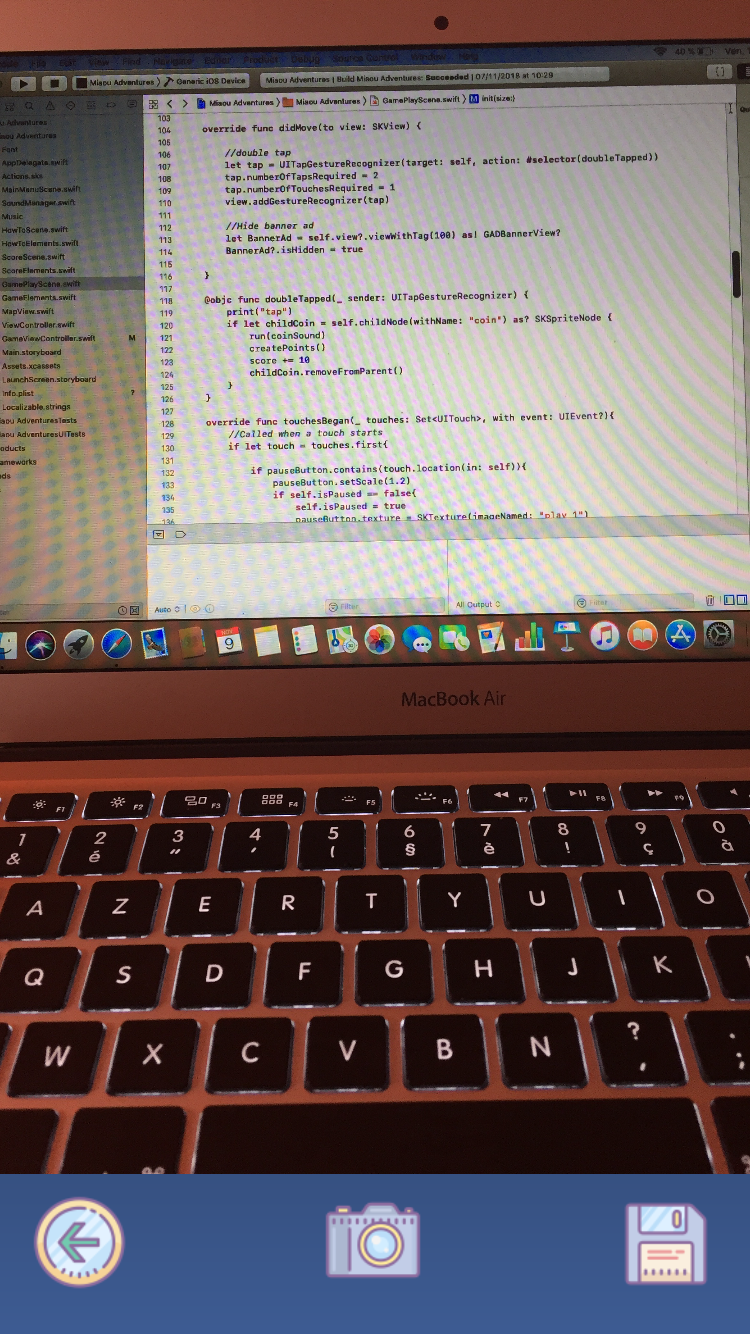 40 %
Miaou Adventures 〉 Generic iOS Device
Miaou Adventures | Build Miaou Adventures: Succeeded | 07/11/2018 at 10:29
{}
Miaou Adventures 〉 Miaou Adventures 〉 GamePlayScene.swift 〉 M init(size:)
u Adventures
iaou Adventures
Font
AppDelegate.swift
Actions.sks
MainManuScene.swift
SoundManager.swift
Music
HowToScene.swift
HowToElements.swift
ScoreScene.swift
ScoreElements.swift
GamePlayScene.swift
GameElements.swift
MapView.swift
ViewController.swift
GameViewController.swift M
Main.storyboard
Assets.xcassets
LaunchScreen.storyboard
Info.plist ?
Localizable.strings
iaou AdventuresTests
iaou AdventuresUITests
oducts
ameworks
ds
103
104 override func didMove(to view: SKView) {
105
106 //double tap
107 let tap = UITapGestureRecognizer(target: self, action: #selector(doubleTapped))
108 tap.numberOfTapsRequired = 2
109 tap.numberOfTouchesRequired = 1
110 view.addGestureRecognizer(tap)
111
112 //Hide banner ad
113 let BannerAd = self.view?.viewWithTag(100) as! GADBannerView?
114 BannerAd?.isHidden = true
115
116 }
117
118 @objc func doubleTapped(_ sender: UITapGestureRecognizer) {
119 print("tap")
120 if let childCoin = self.childNode(withName: "coin") as? SKSpriteNode {
121 run(coinSound)
122 createPoints()
123 score += 10
124 childCoin.removeFromParent()
125 }
126 }
127
128 override func touchesBegan(_ touches: Set<UITouch>, with event: UIEvent?){
129 //Called when a touch starts
130 if let touch = touches.first{
131
132 if pauseButton.contains(touch.location(in: self)){
133 pauseButton.setScale(1.2)
134 if self.isPaused == false{
135 self.isPaused = true
136 pauseButton.texture = SKTexture(imageNamed: "play 1")
Auto
Filter
All Output
Filter
NOV
9
MacBook Air
F1 F2 F3 F4 F5 F6 F7 F8 F9
1 2 3 4 5 6 7 8 9 0
& é " ' ( § è ! ç à
A Z E R T Y U I O
Q S D F G H J K
W X C V B N ? ;
, :